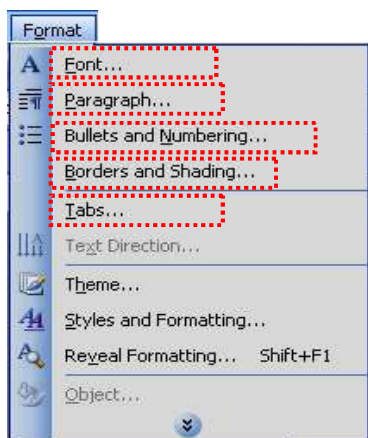 Format
Font...
Paragraph...
Bullets and Numbering...
Borders and Shading...
Tabs...
Text Direction...
Theme...
Styles and Formatting...
Reveal Formatting... Shift+F1
Object...